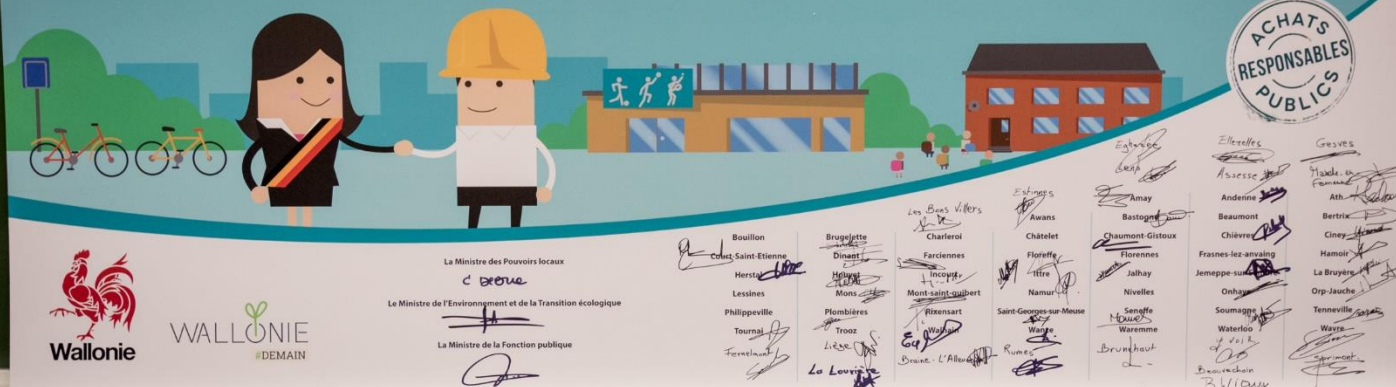 ACHATS
RESPONSABLES
PUBLICS
Wallonie
WALLONIE
#DEMAIN
La Ministre des Pouvoirs locaux
Le Ministre de l'Environnement et de la Transition écologique
La Ministre de la Fonction publique
Bouillon
Court-Saint-Etienne
Herstal
Lessines
Philippeville
Tournai
Fernelmont
Brugelette
Dinant
Houyet
Mons
Plombières
Trooz
Liège
La Louvière
Les Bons Villers
Charleroi
Farciennes
Incourt
Mont-saint-guibert
Rixensart
Walhain
Braine-L'Alleud
Estinnes
Awans
Châtelet
Floreffe
Ittre
Namur
Saint-Georges-sur-Meuse
Wanze
Rumes
Eghezée
Amay
Bastogne
Chaumont-Gistoux
Florennes
Jalhay
Nivelles
Seneffe
Waremme
Brunehaut
Ellezelles
Assesse
Andenne
Beaumont
Chièvres
Frasnes-lez-anvaing
Jemeppe-sur
Onhaye
Soumagne
Waterloo
Beauvechain
Gesves
Ath
Bertrix
Ciney
Hamoir
La Bruyère
Orp-Jauche
Tenneville
Wavre
Sprimont